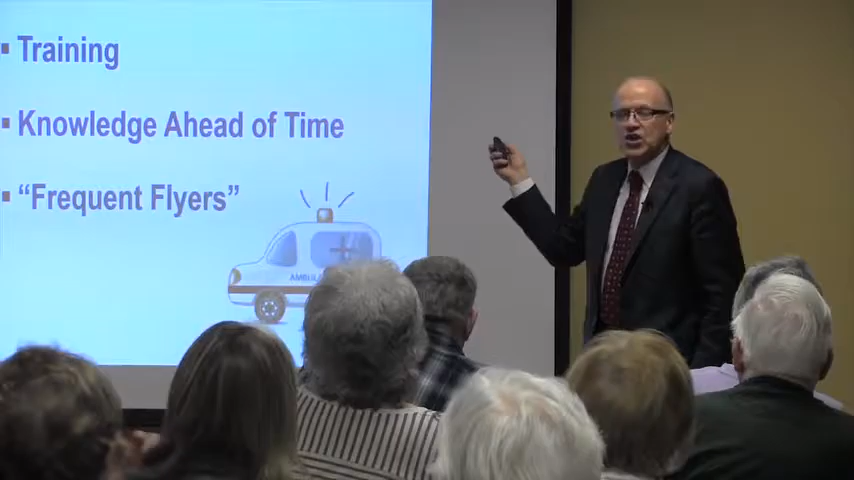 ▪ Training
▪ Knowledge Ahead of Time
▪ “Frequent Flyers”